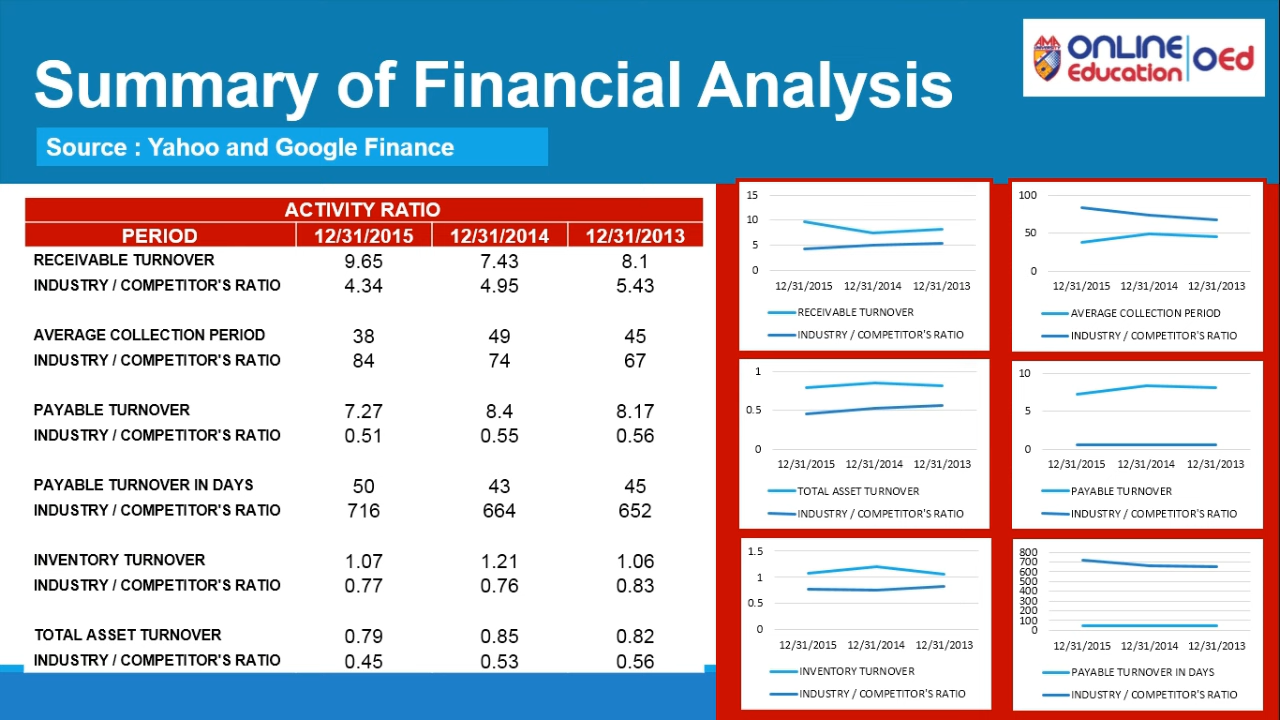 ONLINE
Education
OEd
Summary of Financial Analysis
Source : Yahoo and Google Finance
ACTIVITY RATIO
PERIOD 12/31/2015 12/31/2014 12/31/2013
RECEIVABLE TURNOVER 9.65 7.43 8.1
INDUSTRY / COMPETITOR'S RATIO 4.34 4.95 5.43
AVERAGE COLLECTION PERIOD 38 49 45
INDUSTRY / COMPETITOR'S RATIO 84 74 67
PAYABLE TURNOVER 7.27 8.4 8.17
INDUSTRY / COMPETITOR'S RATIO 0.51 0.55 0.56
PAYABLE TURNOVER IN DAYS 50 43 45
INDUSTRY / COMPETITOR'S RATIO 716 664 652
INVENTORY TURNOVER 1.07 1.21 1.06
INDUSTRY / COMPETITOR'S RATIO 0.77 0.76 0.83
TOTAL ASSET TURNOVER 0.79 0.85 0.82
INDUSTRY / COMPETITOR'S RATIO 0.45 0.53 0.56
15
10
5
0
12/31/2015 12/31/2014 12/31/2013
RECEIVABLE TURNOVER
INDUSTRY / COMPETITOR'S RATIO
100
50
0
12/31/2015 12/31/2014 12/31/2013
AVERAGE COLLECTION PERIOD
INDUSTRY / COMPETITOR'S RATIO
1
0.5
0
12/31/2015 12/31/2014 12/31/2013
TOTAL ASSET TURNOVER
INDUSTRY / COMPETITOR'S RATIO
10
5
0
12/31/2015 12/31/2014 12/31/2013
PAYABLE TURNOVER
INDUSTRY / COMPETITOR'S RATIO
1.5
1
0.5
0
12/31/2015 12/31/2014 12/31/2013
INVENTORY TURNOVER
INDUSTRY / COMPETITOR'S RATIO
800
700
600
500
400
300
200
100
0
12/31/2015 12/31/2014 12/31/2013
PAYABLE TURNOVER IN DAYS
INDUSTRY / COMPETITOR'S RATIO